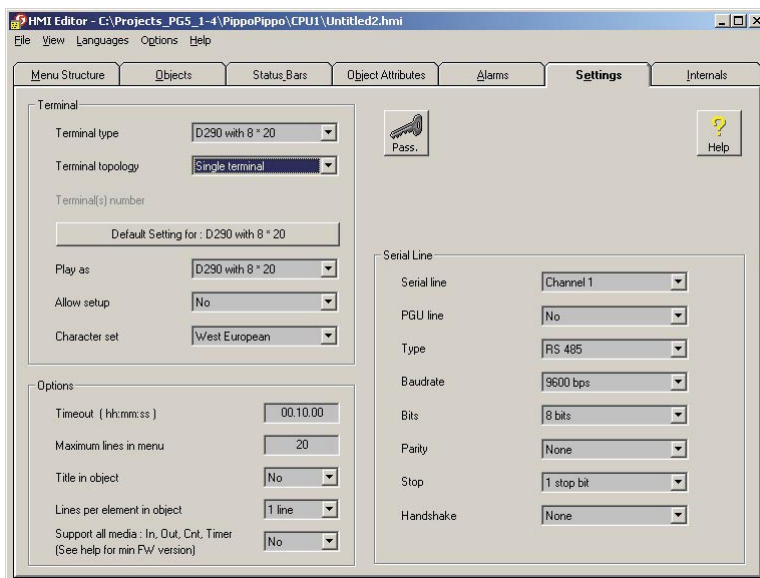 HMI Editor - C:\Projects_PG5_1-4\PippoPippo\CPU1\Untitled2.hmi
File View Languages Options Help
Menu Structure Objects Status Bars Object Attributes Alarms Settings Internals
Terminal
Terminal type D290 with 8 * 20
Terminal topology Single terminal
Terminal(s) number
Default Setting for : D290 with 8 * 20
Play as D290 with 8 * 20
Allow setup No
Character set West European
Pass.
Help
Options
Timeout ( hh:mm:ss ) 00.10.00
Maximum lines in menu 20
Title in object No
Lines per element in object 1 line
Support all media : In, Out, Cnt, Timer
(See help for min FW version) No
Serial Line
Serial line Channel 1
PGU line No
Type RS 485
Baudrate 9600 bps
Bits 8 bits
Parity None
Stop 1 stop bit
Handshake None